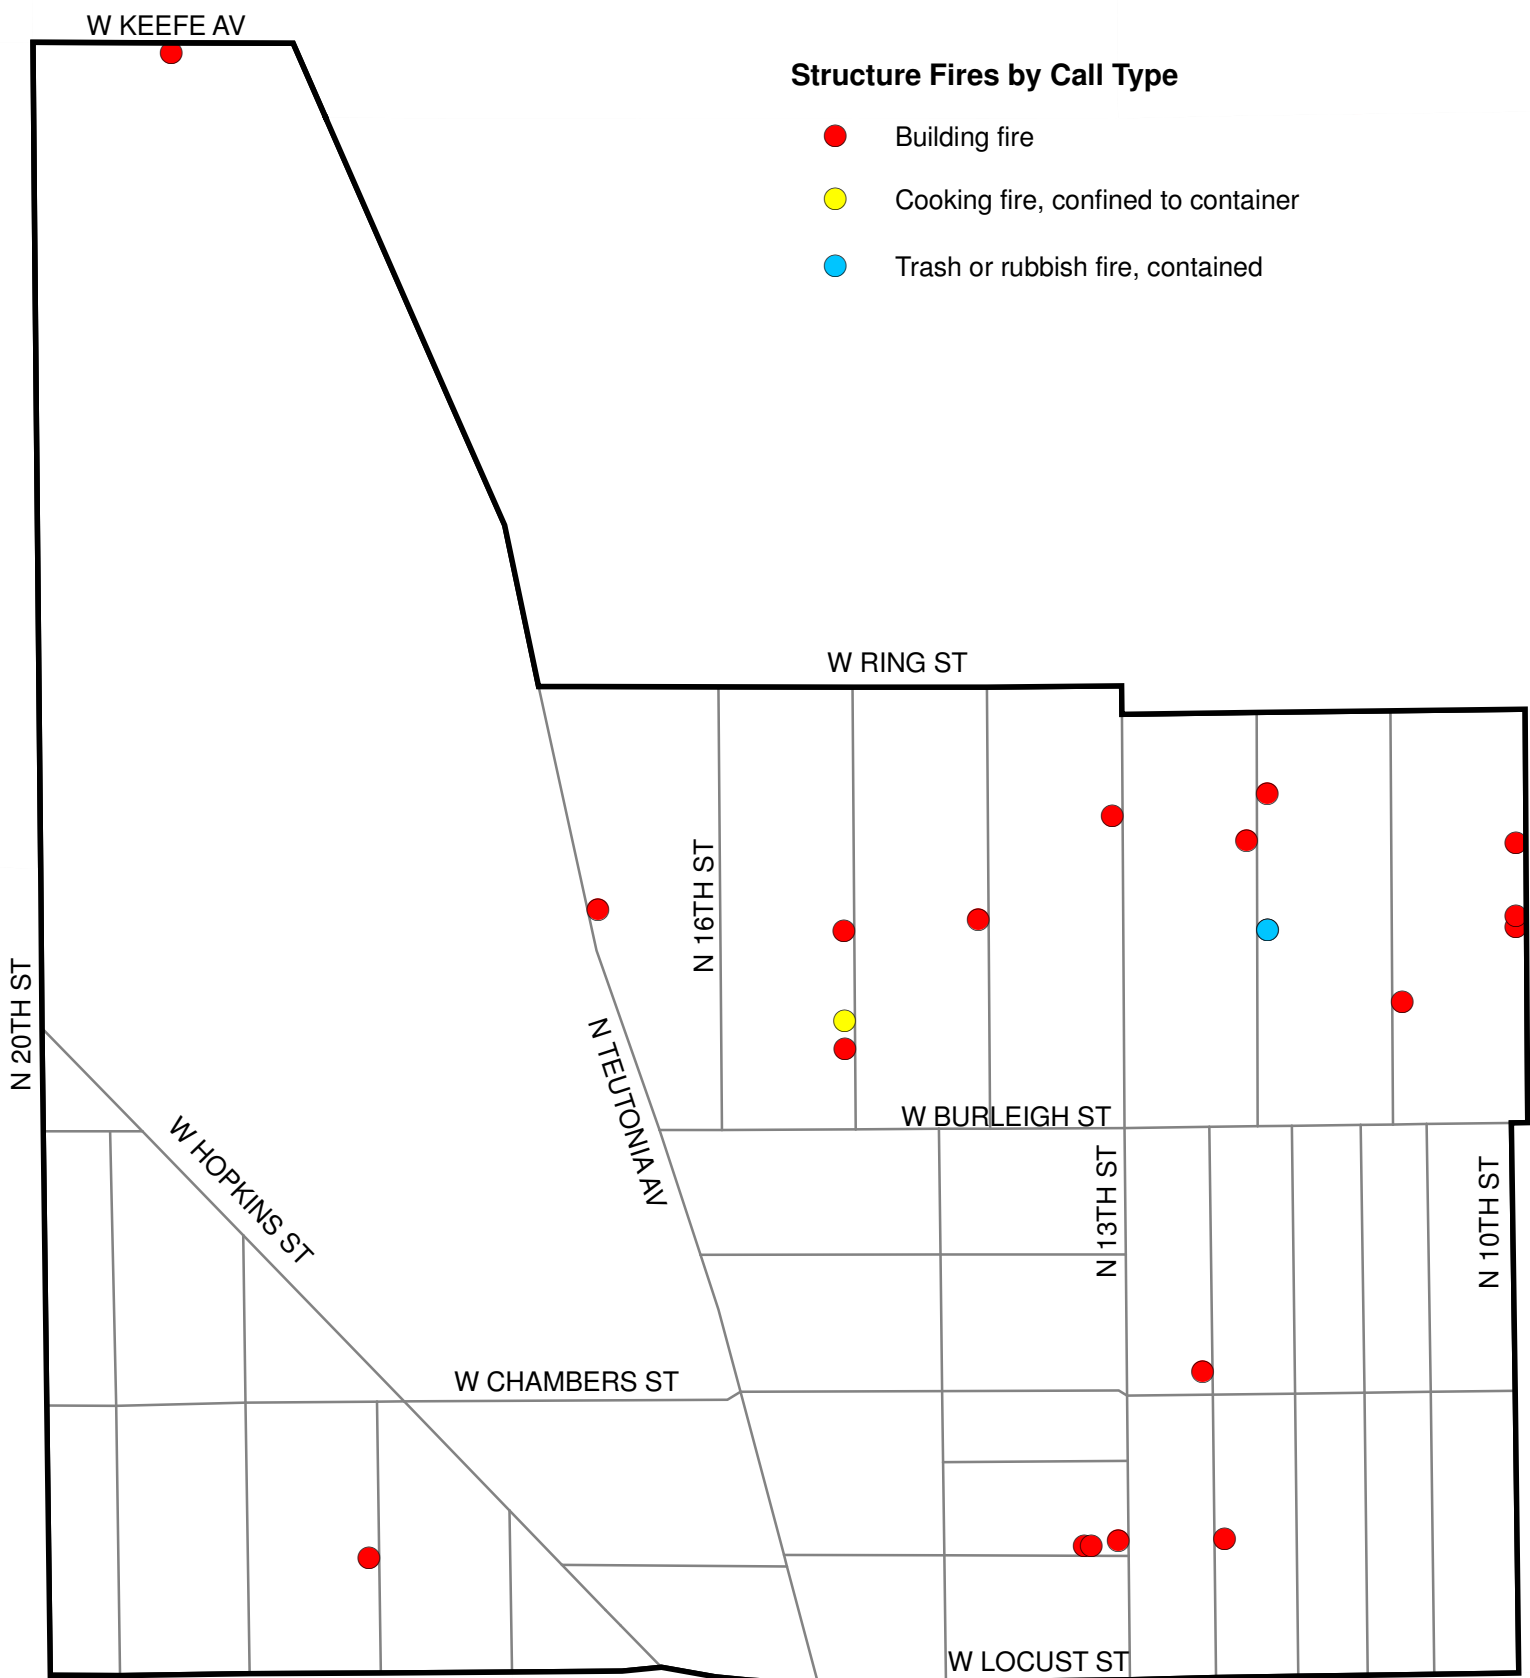 W KEEFE AV
Structure Fires by Call Type
Building fire
Cooking fire, confined to container
Trash or rubbish fire, contained
W RING ST
N 16TH ST
N 20TH ST
N TEUTONIA AV
W BURLEIGH ST
W HOPKINS ST
N 13TH ST
N 10TH ST
W CHAMBERS ST
W LOCUST ST